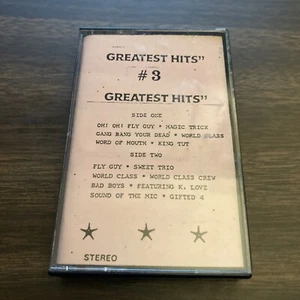 GREATEST HITS"
#3
GREATEST HITS"
SIDE ONE
OH! OH! FLY GUY * MAGIC TRICK
GANG BANG YOUR DEAD * WORLD CLASS
WORD OF MOUTH * KING TUT
SIDE TWO
FLY GUY * SWEET TRIO
WORLD CLASS * WORLD CLASS CREW
BAD BOYS * FEATURING K. LOVE
SOUND OF THE MIC * GIFTED 4
STEREO